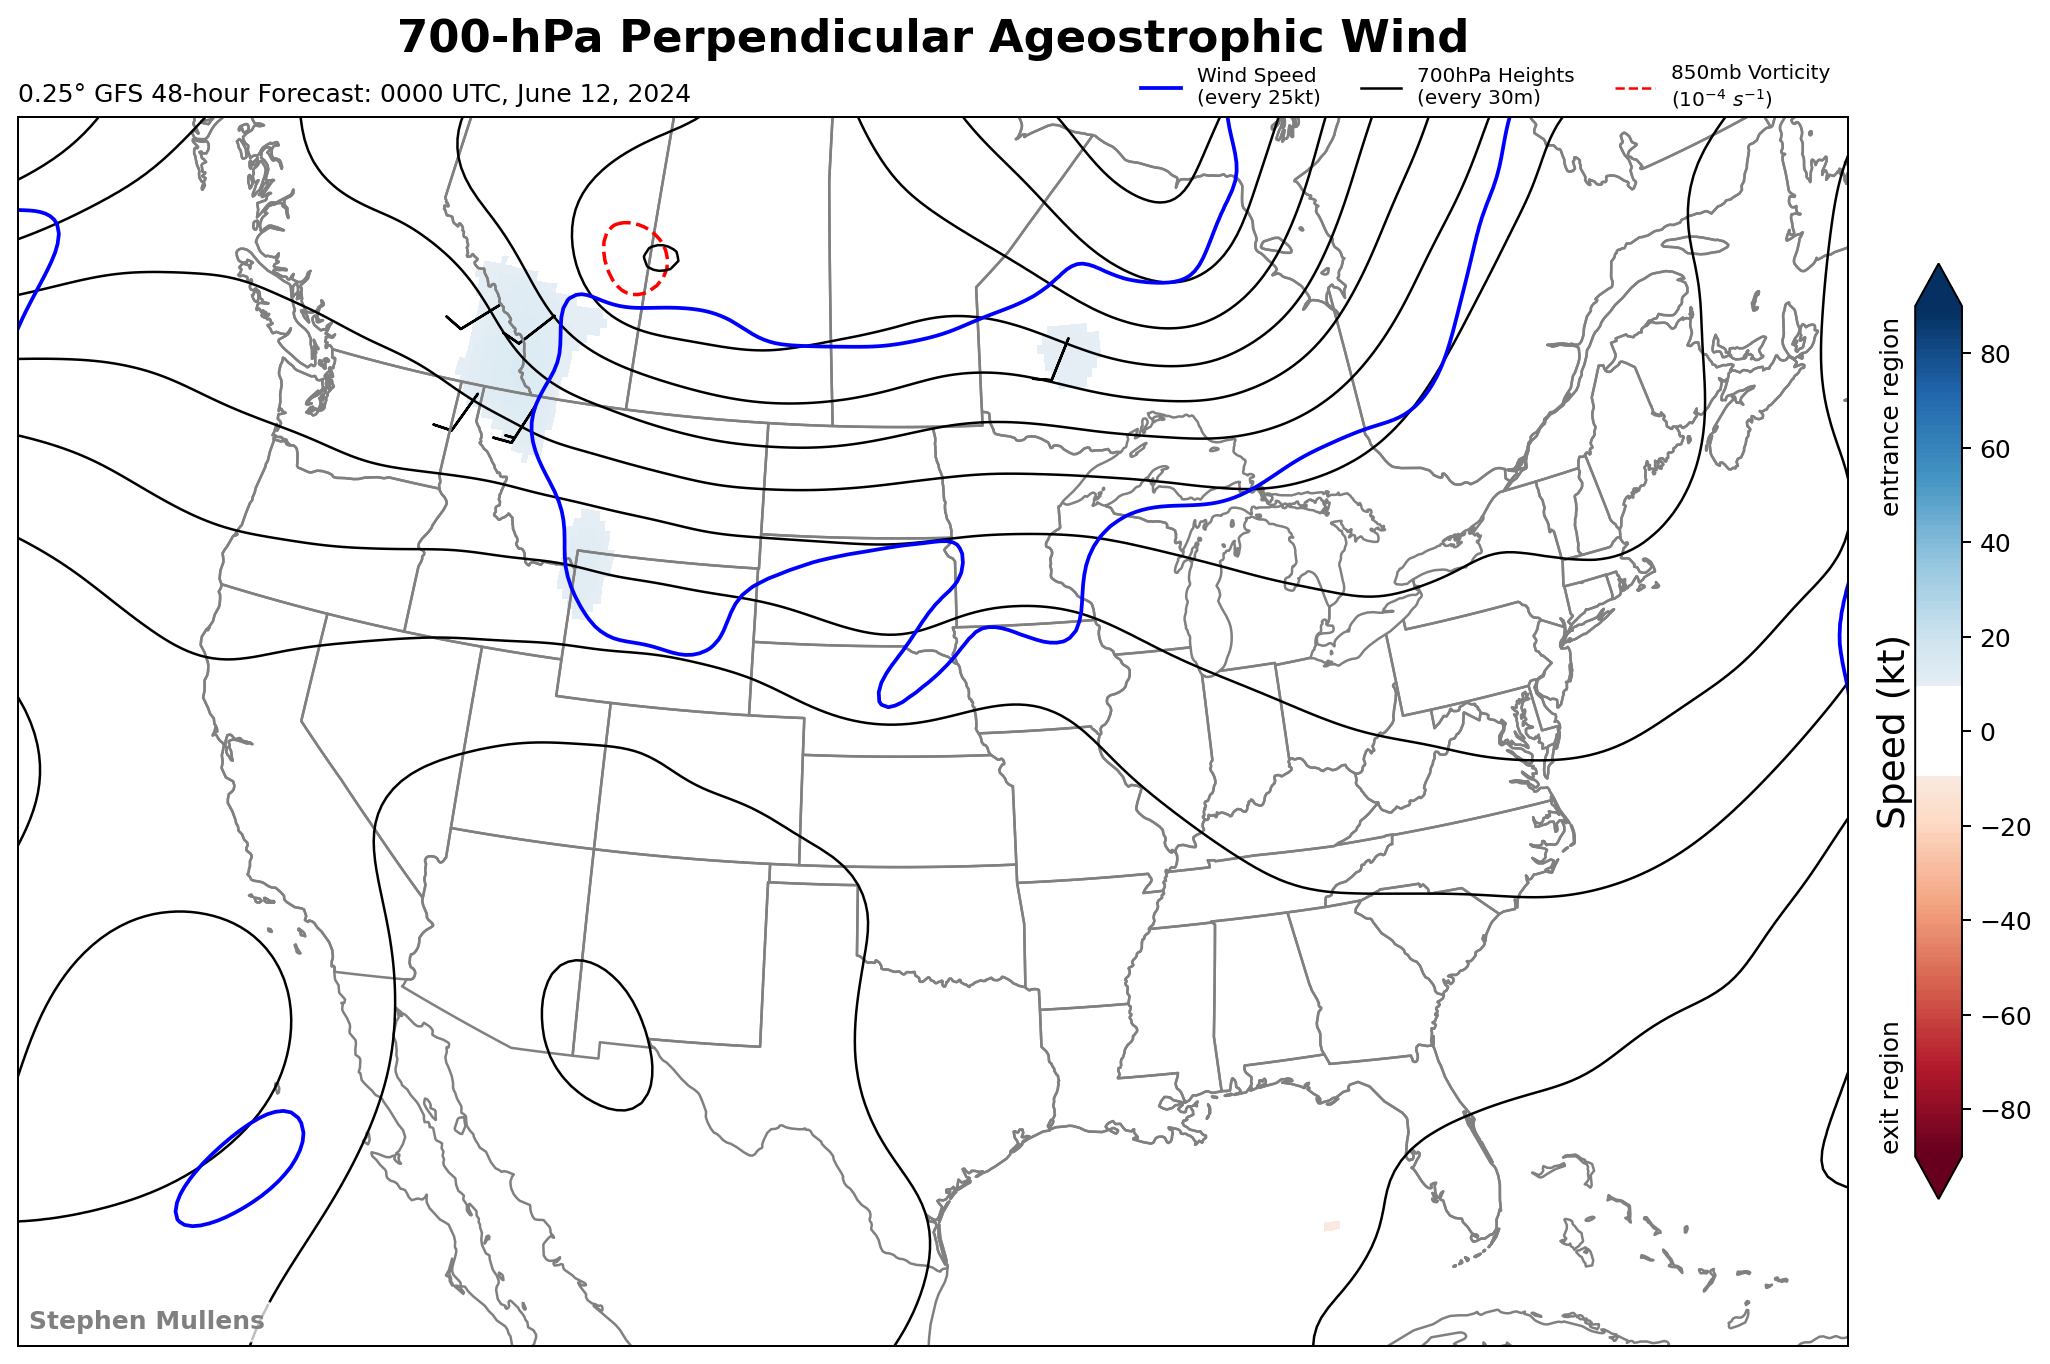 700-hPa Perpendicular Ageostrophic Wind
0.25° GFS 48-hour Forecast: 0000 UTC, June 12, 2024
Wind Speed
(every 25kt)
700hPa Heights
(every 30m)
850mb Vorticity
(10⁻⁴ s⁻¹)
entrance region
Speed (kt)
exit region
80
60
40
20
0
−20
−40
−60
−80
Stephen Mullens